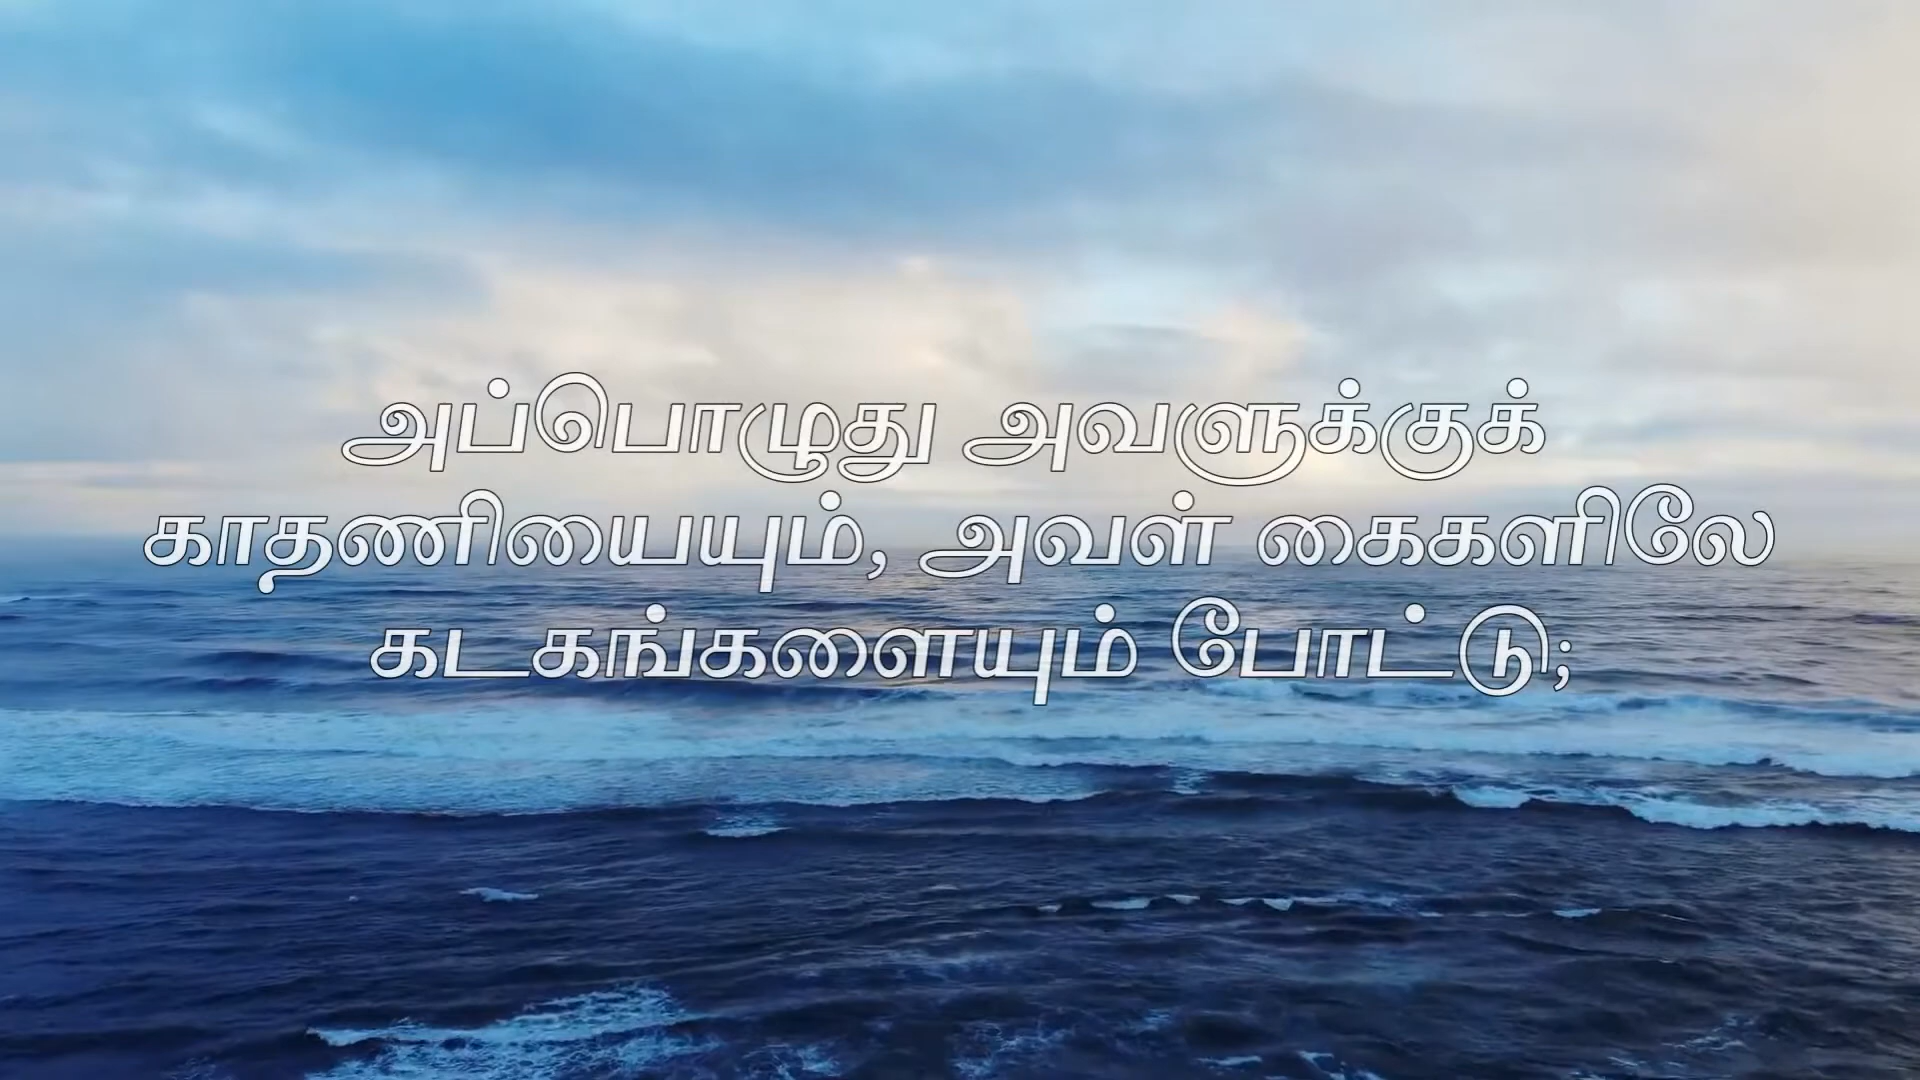 அப்பொழுது அவளுக்குக்
காதணியையும், அவள் கைகளிலே
கடகங்களையும் போட்டு;